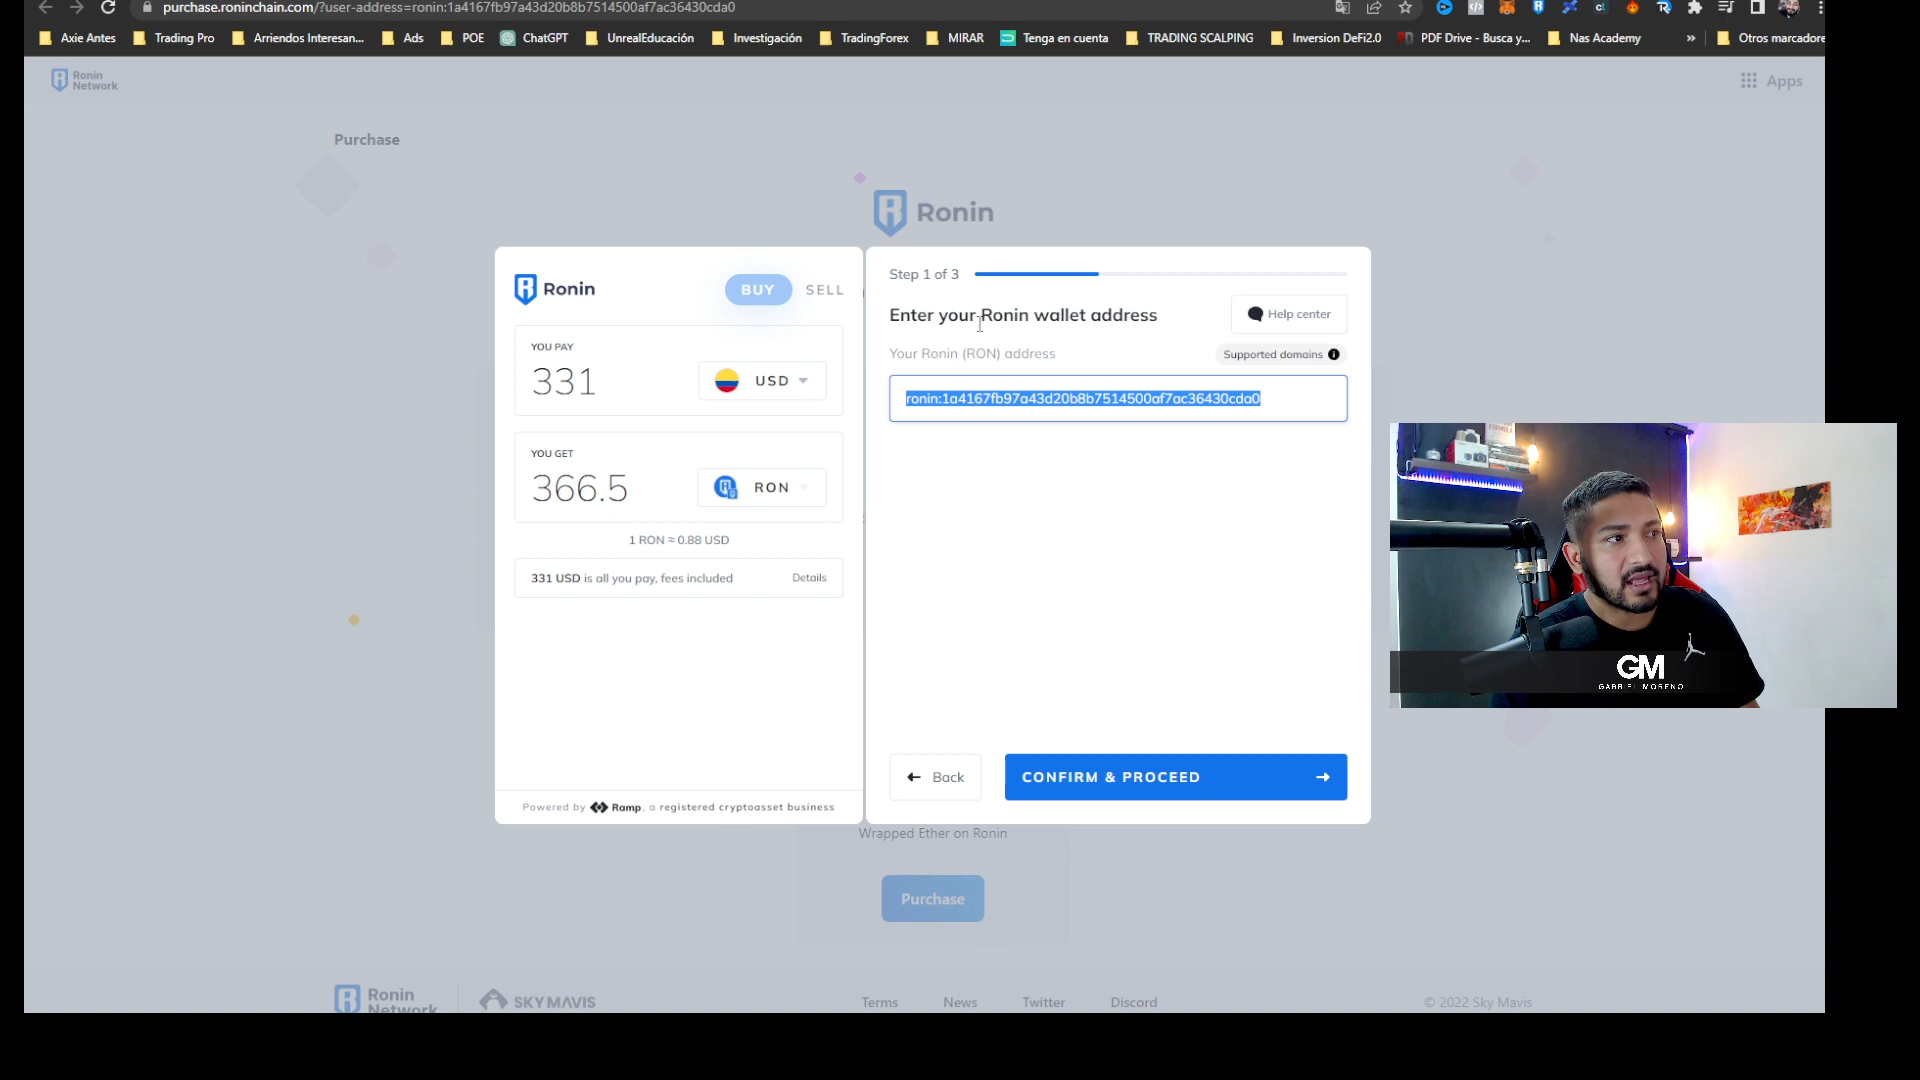 purchase.roninchain.com/?user-address=ronin:1a4167fb97a43d20b8b7514500af7ac36430cda0
Axie Antes
Trading Pro
Arriendos Interesan...
Ads
POE
ChatGPT
UnrealEducación
Investigación
TradingForex
MIRAR
Tenga en cuenta
TRADING SCALPING
Inversion DeFi2.0
PDF Drive - Busca y...
Nas Academy
»
Otros marcadore
Ronin
Network
Apps
Purchase
Ronin
Ronin
BUY
SELL
YOU PAY
331
USD
YOU GET
366.5
RON
1 RON ≈ 0.88 USD
331 USD is all you pay, fees included
Details
Powered by Ramp, a registered cryptoasset business
Step 1 of 3
Enter your Ronin wallet address
Help center
Your Ronin (RON) address
Supported domains
ronin:1a4167fb97a43d20b8b7514500af7ac36430cda0
Back
CONFIRM & PROCEED
GM
GABRIEL MORENO
Wrapped Ether on Ronin
Purchase
Ronin
Network
SKY MAVIS
Terms
News
Twitter
Discord
© 2022 Sky Mavis